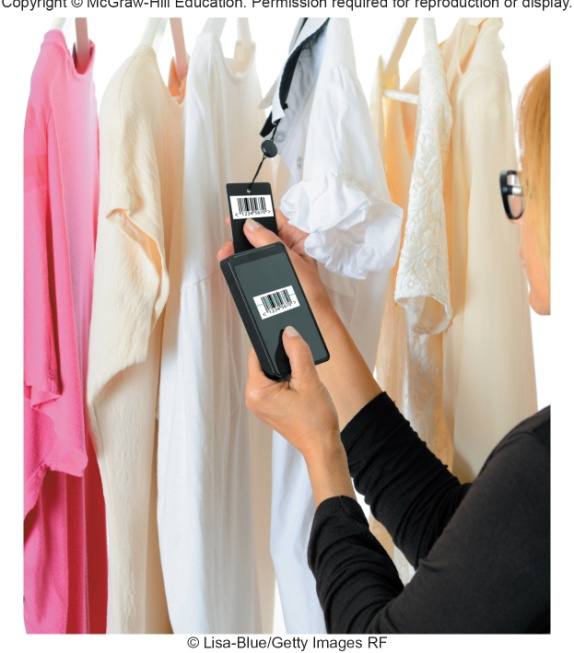 Copyright © McGraw-Hill Education. Permission required for reproduction or display.
© Lisa-Blue/Getty Images RF